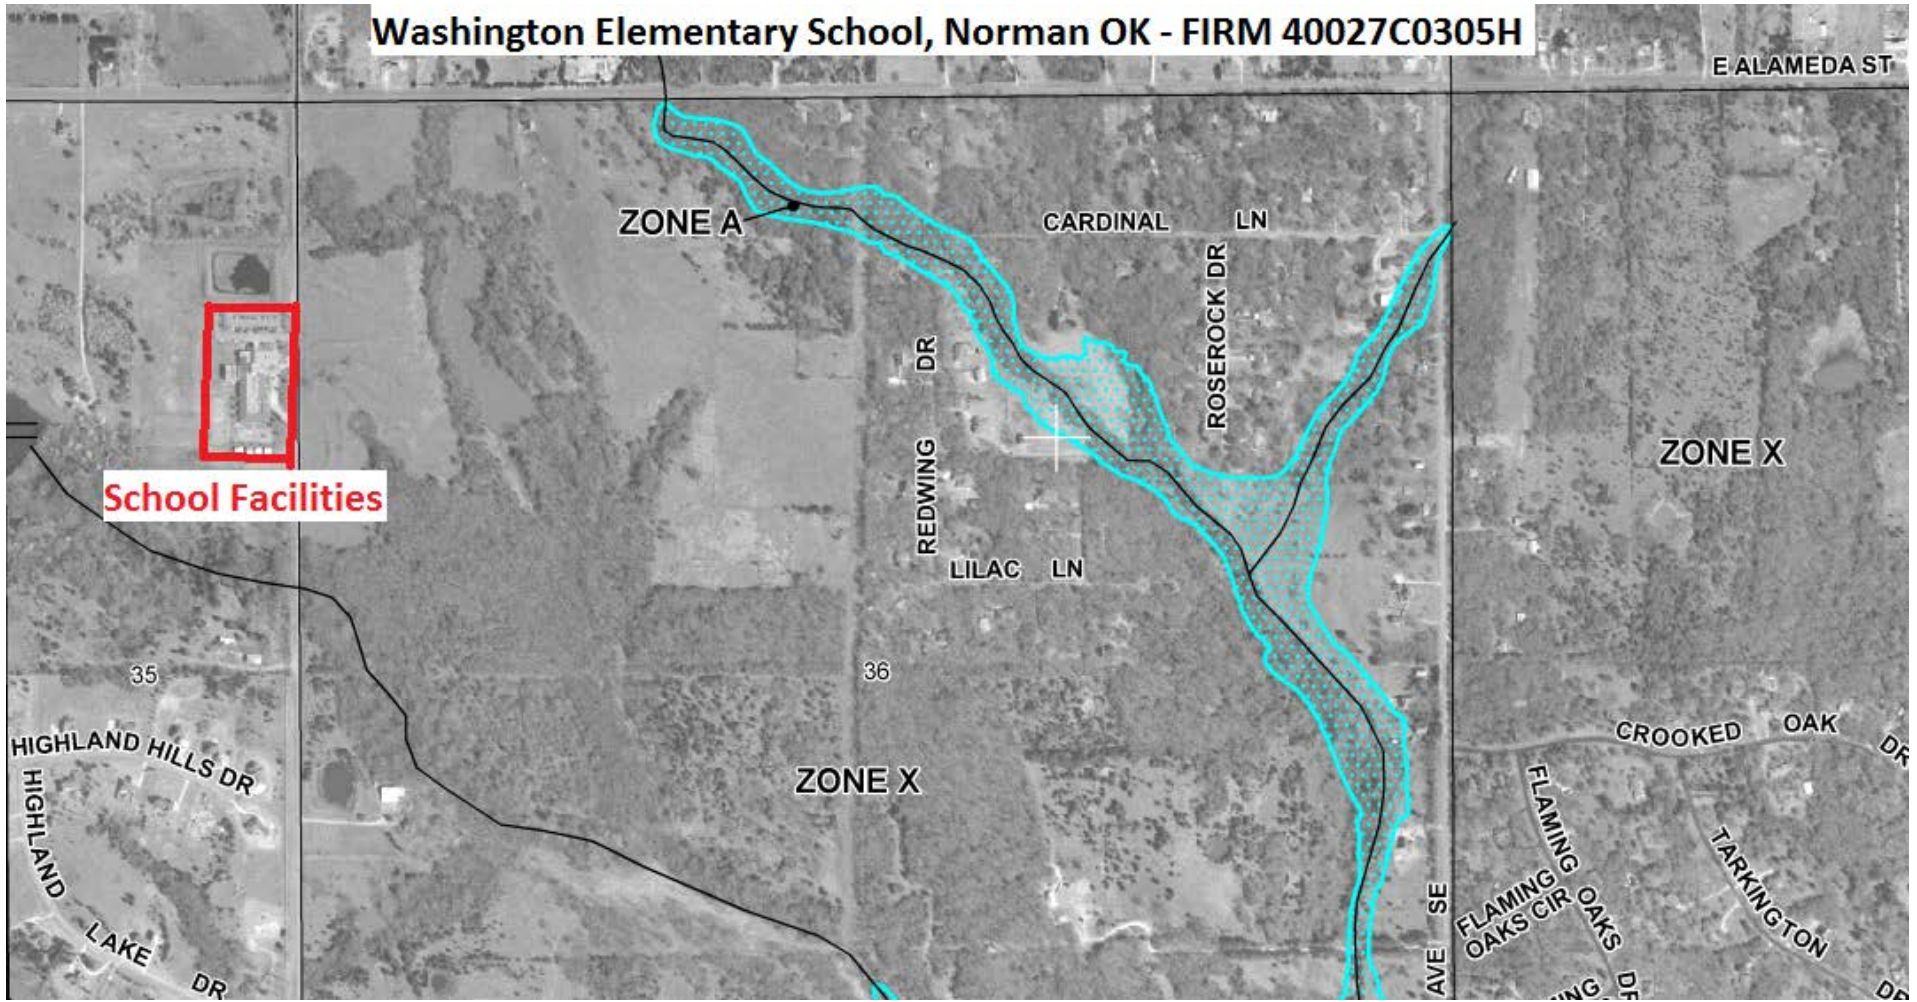 Washington Elementary School, Norman OK - FIRM 40027C0305H
E ALAMEDA ST
ZONE A
CARDINAL LN
ROSEROCK DR
REDWING DR
ZONE X
School Facilities
LILAC LN
35
36
HIGHLAND HILLS DR
HIGHLAND
LAKE DR
ZONE X
CROOKED OAK DR
FLAMING OAKS DR
FLAMING
OAKS CIR
TARKINGTON DR
AVE SE